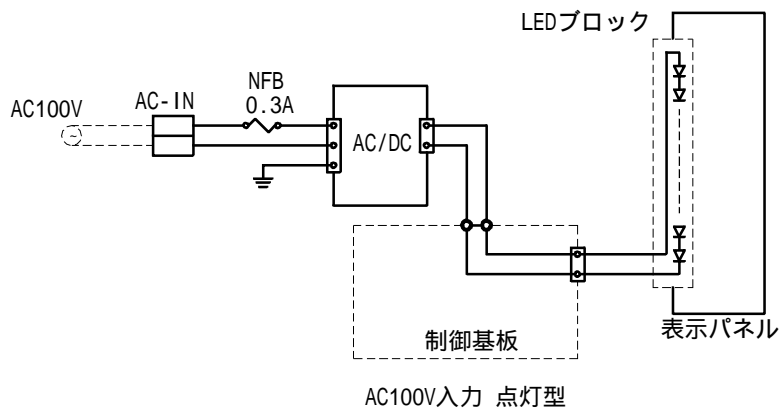 LEDブロック
NFB
0.3A
AC-IN
AC100V
AC/DC
制御基板
表示パネル
AC100V入力 点灯型